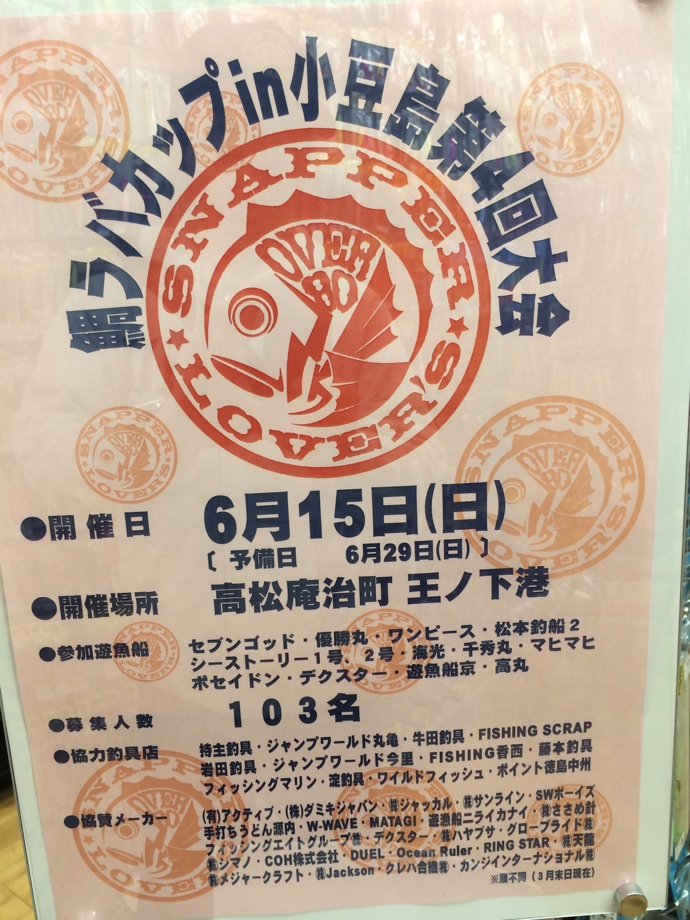 鯛ラバカップin小豆島第4回大会
SNAPPER LOVER'S
OVER 80
●開催日 6月15日(日)
〔 予備日 6月29日(日) 〕
●開催場所 高松庵治町 王ノ下港
●参加遊魚船 セブンゴッド・優勝丸・ワンピース・松本釣船2
シーストーリー1号、2号・海光・千秀丸・マヒマヒ
ポセイドン・デクスター・遊魚船京・高丸
●募集人数 103名
●協力釣具店 持主釣具・ジャンプワールド丸亀・牛田釣具・FISHING SCRAP
岩田釣具・ジャンプワールド今里・FISHING香西・藤本釣具
フィッシングマリン・淀釣具・ワイルドフィッシュ・ポイント徳島中州
●協賛メーカー (有)アクティブ・(株)ダミキジャパン・㈱ジャッカル・㈱サンライン・SWボーイズ
手打ちうどん源内・W-WAVE・MATAGI・遊漁船ニライカナイ・㈱ささめ針
フィッシングエイトグループ㈱・デクスター・㈱ハヤブサ・グローブライド㈱
㈱シマノ・COH株式会社 DUEL・Ocean Ruler・RING STAR・㈱天龍
㈱メジャークラフト・㈱Jackson・クレハ合繊㈱・カンジインターナショナル㈱
※順不同(3月末日現在)